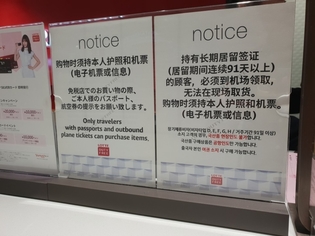 notice
购物时须持本人护照和机票
(电子机票或信息)
免税店でのお買い物の際、
ご本人様のパスポート、
航空券の提示をお願い致します。
Only travelers
with passports and outbound
plane tickets can purchase items.
notice
持有长期居留签证
(居留期间连续91天以上)
的顾客，必须到机场领取，
无法在现场取货。
购物时须持本人护照和机票。
(电子机票或信息)